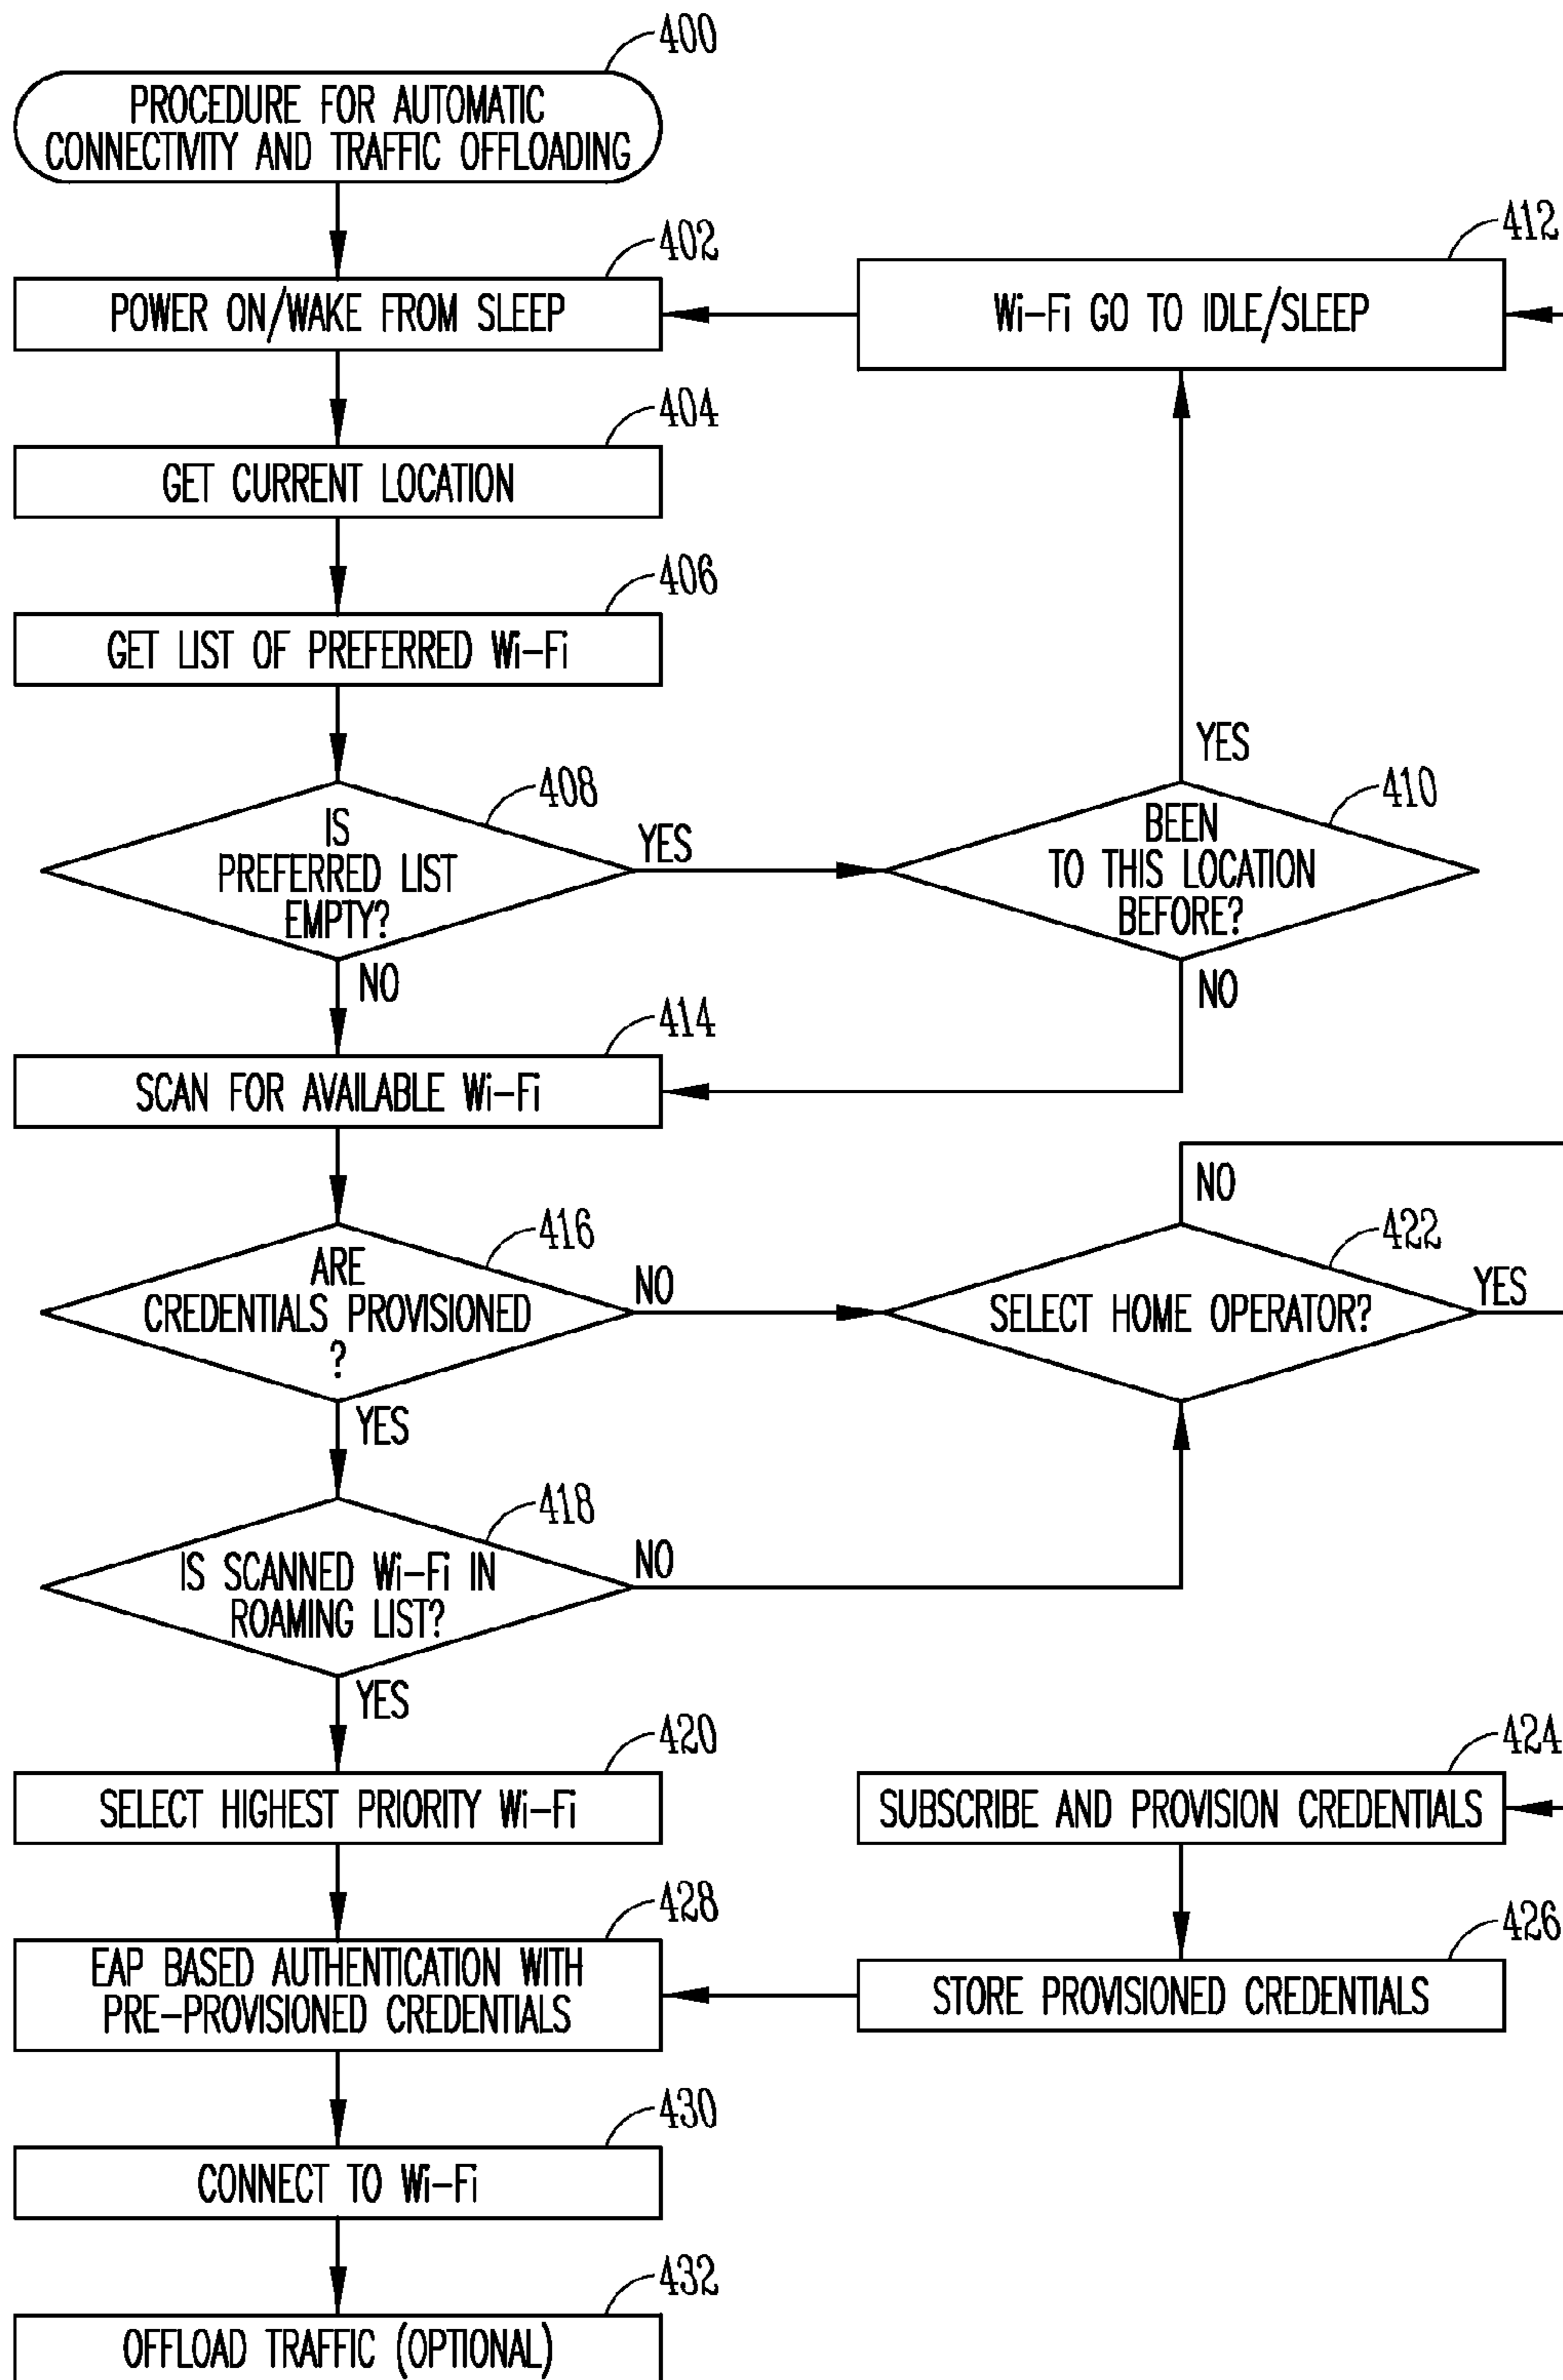 400
PROCEDURE FOR AUTOMATIC
CONNECTIVITY AND TRAFFIC OFFLOADING
402
POWER ON/WAKE FROM SLEEP
412
Wi-Fi GO TO IDLE/SLEEP
404
GET CURRENT LOCATION
406
GET LIST OF PREFERRED Wi-Fi
408
IS
PREFERRED LIST
EMPTY?
YES
NO
410
BEEN
TO THIS LOCATION
BEFORE?
YES
NO
414
SCAN FOR AVAILABLE Wi-Fi
416
ARE
CREDENTIALS PROVISIONED
?
NO
YES
422
SELECT HOME OPERATOR?
NO
YES
418
IS SCANNED Wi-Fi IN
ROAMING LIST?
NO
YES
420
SELECT HIGHEST PRIORITY Wi-Fi
424
SUBSCRIBE AND PROVISION CREDENTIALS
428
EAP BASED AUTHENTICATION WITH
PRE-PROVISIONED CREDENTIALS
426
STORE PROVISIONED CREDENTIALS
430
CONNECT TO Wi-Fi
432
OFFLOAD TRAFFIC (OPTIONAL)